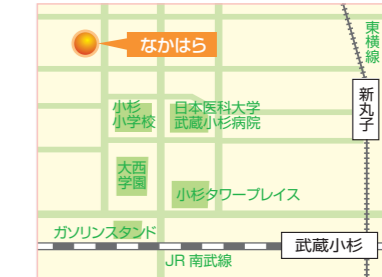 なかはら
東横線
新丸子
小杉
小学校
日本医科大学
武蔵小杉病院
大西
学園
小杉タワープレイス
ガソリンスタンド
武蔵小杉
JR 南武線